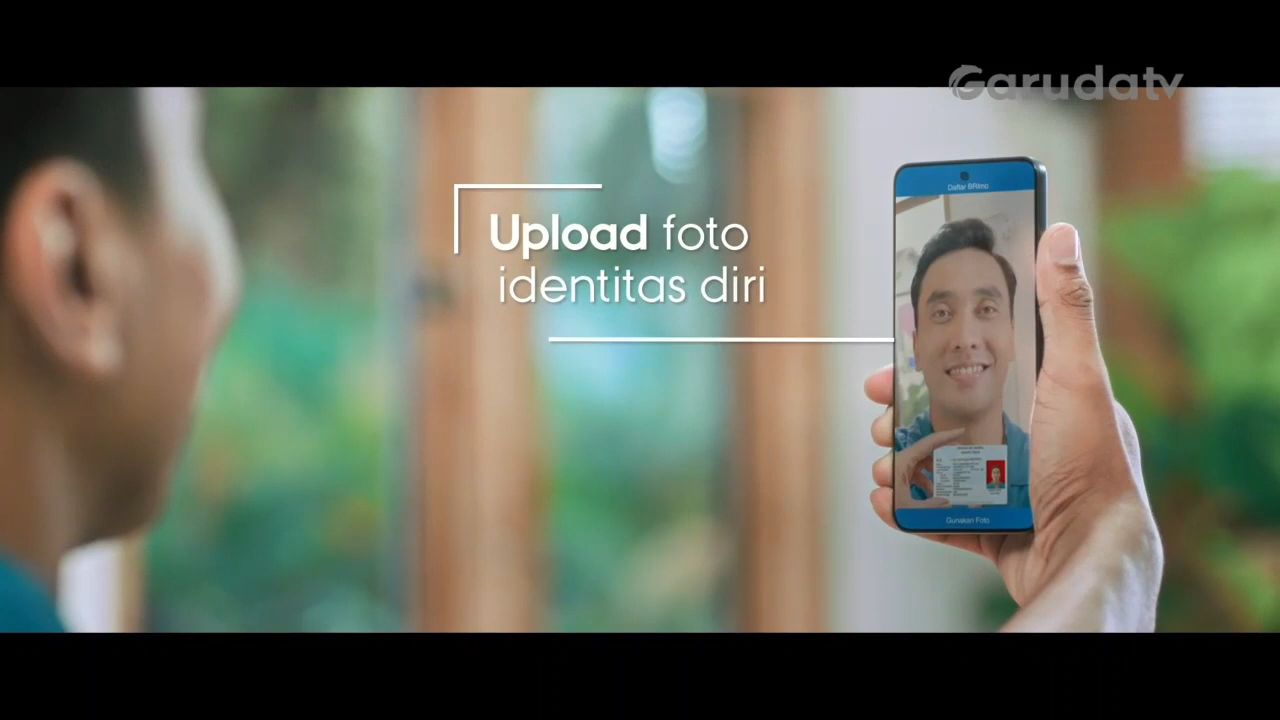 Garudatv
Upload foto
identitas diri
Daftar BRImo
Gunakan Foto